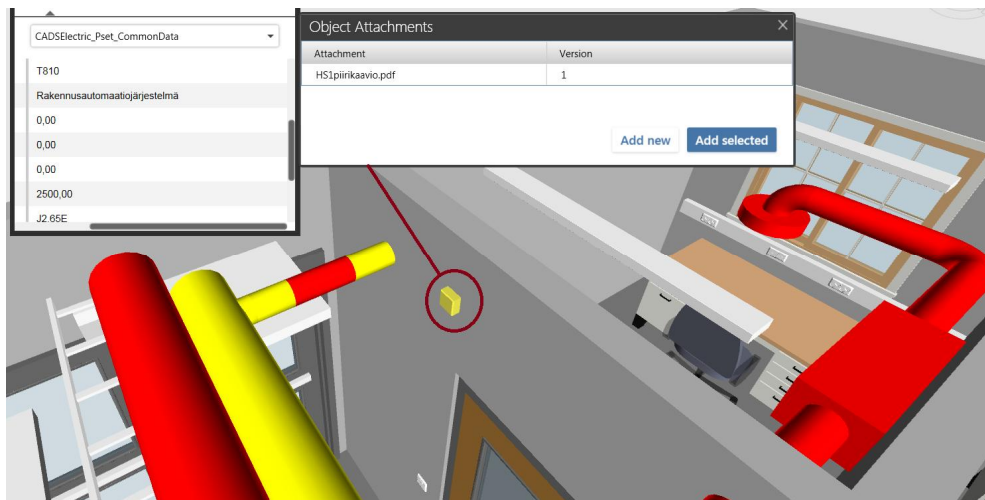 CADSElectric_Pset_CommonData
T810
Rakennusautomaatiojärjestelmä
0,00
0,00
0,00
2500,00
J2.65E
Object Attachments
Attachment Version
HS1piirikaavio.pdf 1
Add new Add selected